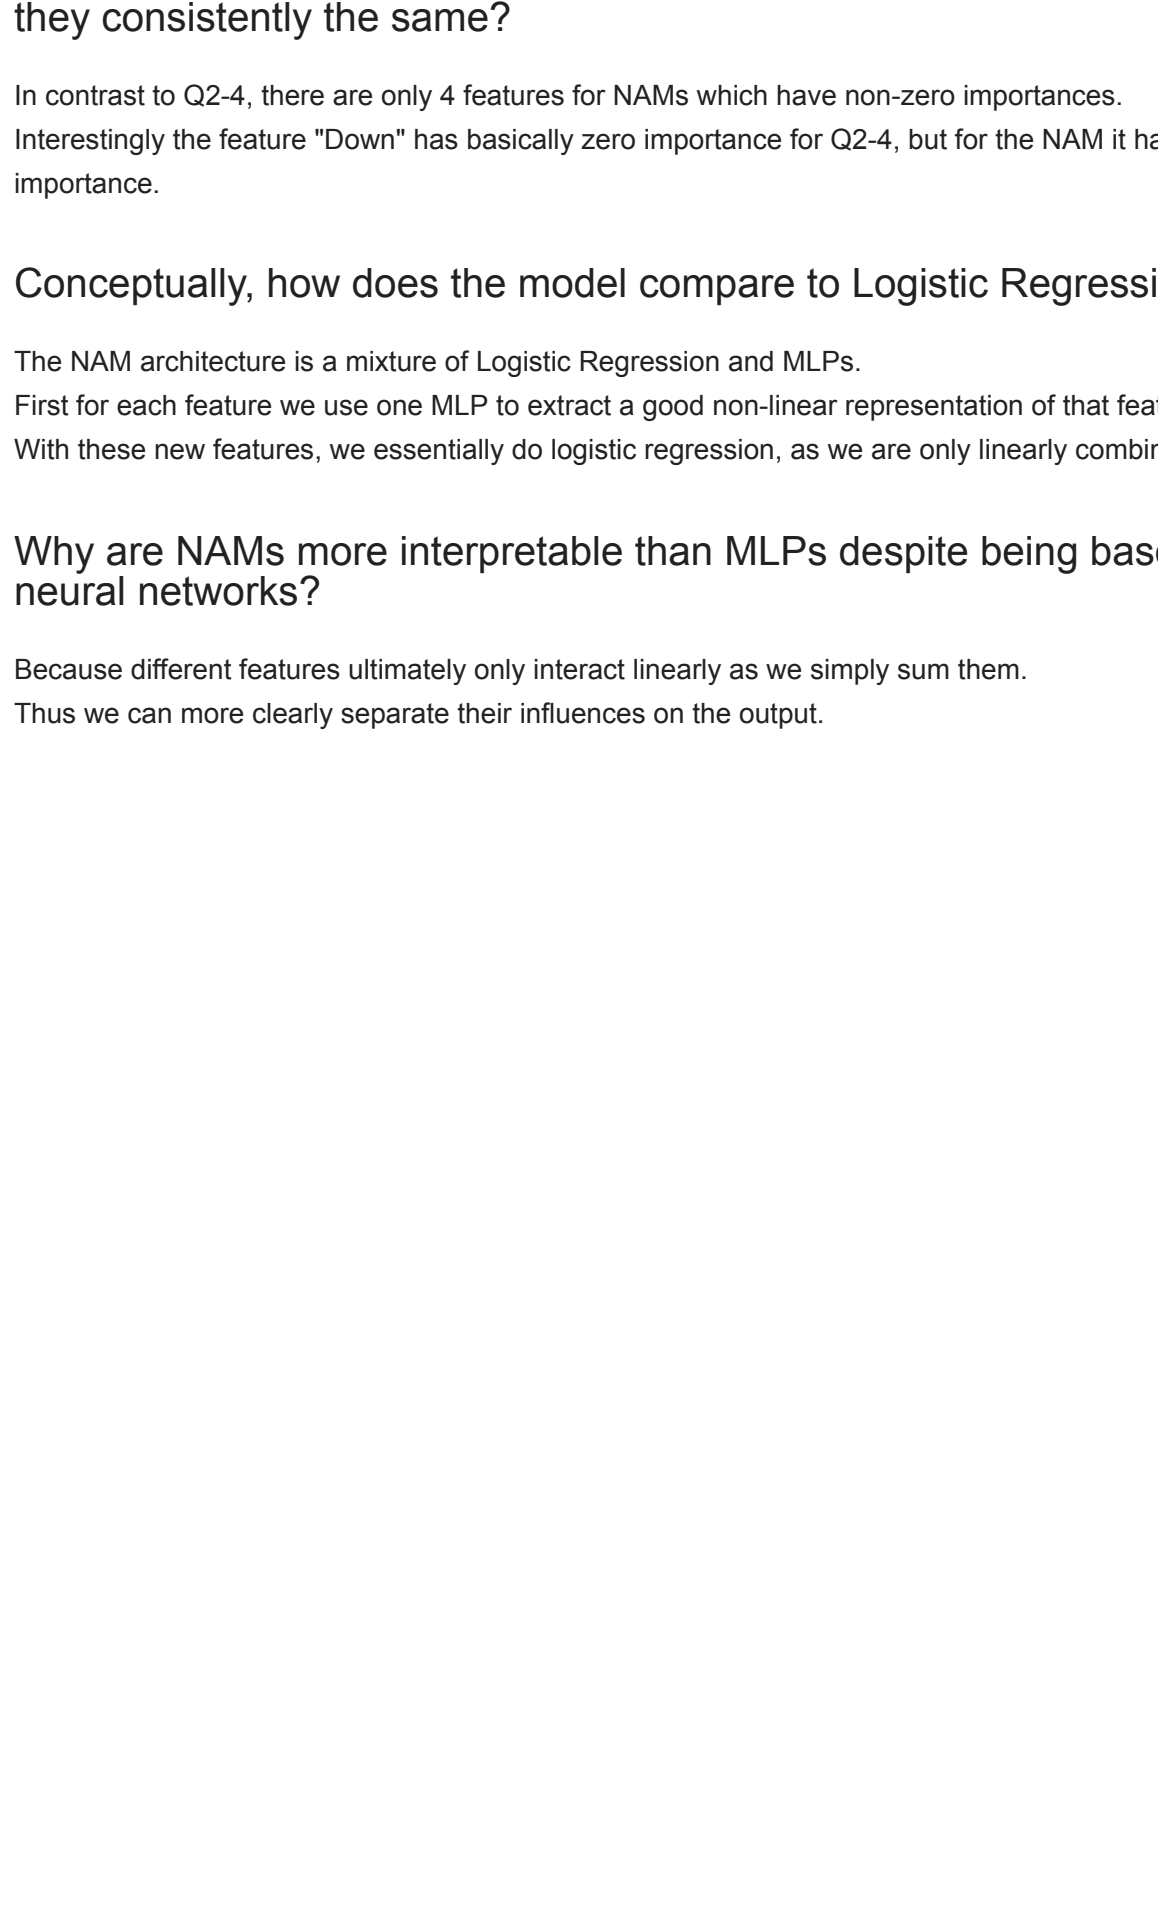 they consistently the same?
In contrast to Q2-4, there are only 4 features for NAMs which have non-zero importances.
Interestingly the feature "Down" has basically zero importance for Q2-4, but for the NAM it
importance.
Conceptually, how does the model compare to Logistic
The NAM architecture is a mixture of Logistic Regression and MLPs.
First for each feature we use one MLP to extract a good non-linear representation of that
With these new features, we essentially do logistic regression, as we are only linearly
Why are NAMs more interpretable than MLPs despite being
neural networks?
Because different features ultimately only interact linearly as we simply sum them.
Thus we can more clearly separate their influences on the output.